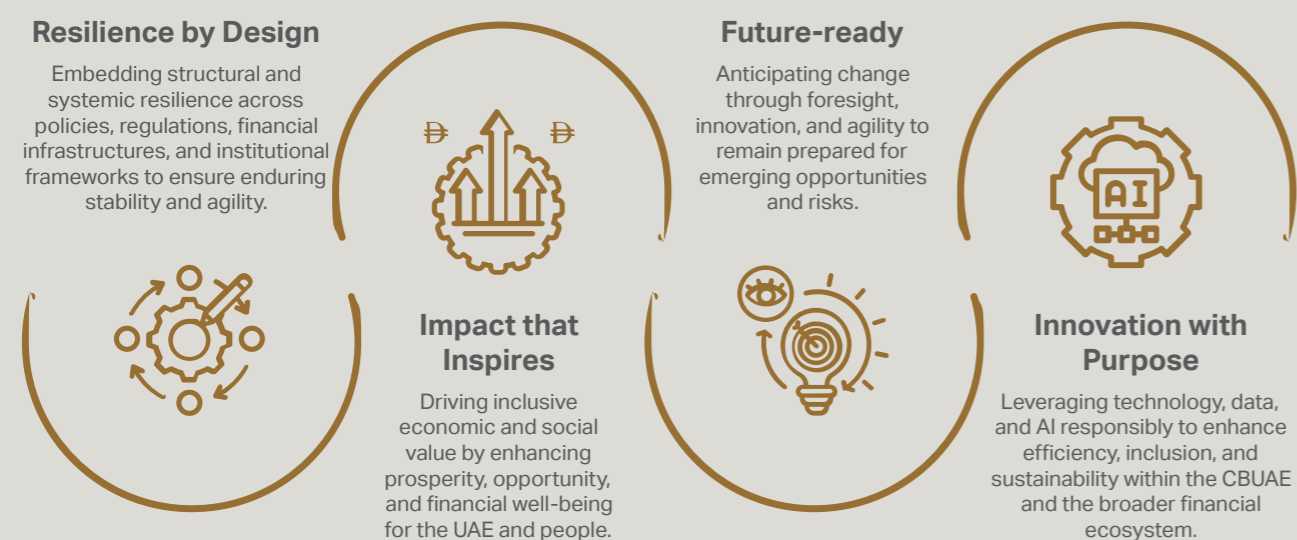 Resilience by Design
Embedding structural and
systemic resilience across
policies, regulations, financial
infrastructures, and institutional
frameworks to ensure enduring
stability and agility.
Impact that
Inspires
Driving inclusive
economic and social
value by enhancing
prosperity, opportunity,
and financial well-being
for the UAE and people.
Future-ready
Anticipating change
through foresight,
innovation, and agility to
remain prepared for
emerging opportunities
and risks.
AI
Innovation with
Purpose
Leveraging technology, data,
and AI responsibly to enhance
efficiency, inclusion, and
sustainability within the CBUAE
and the broader financial
ecosystem.